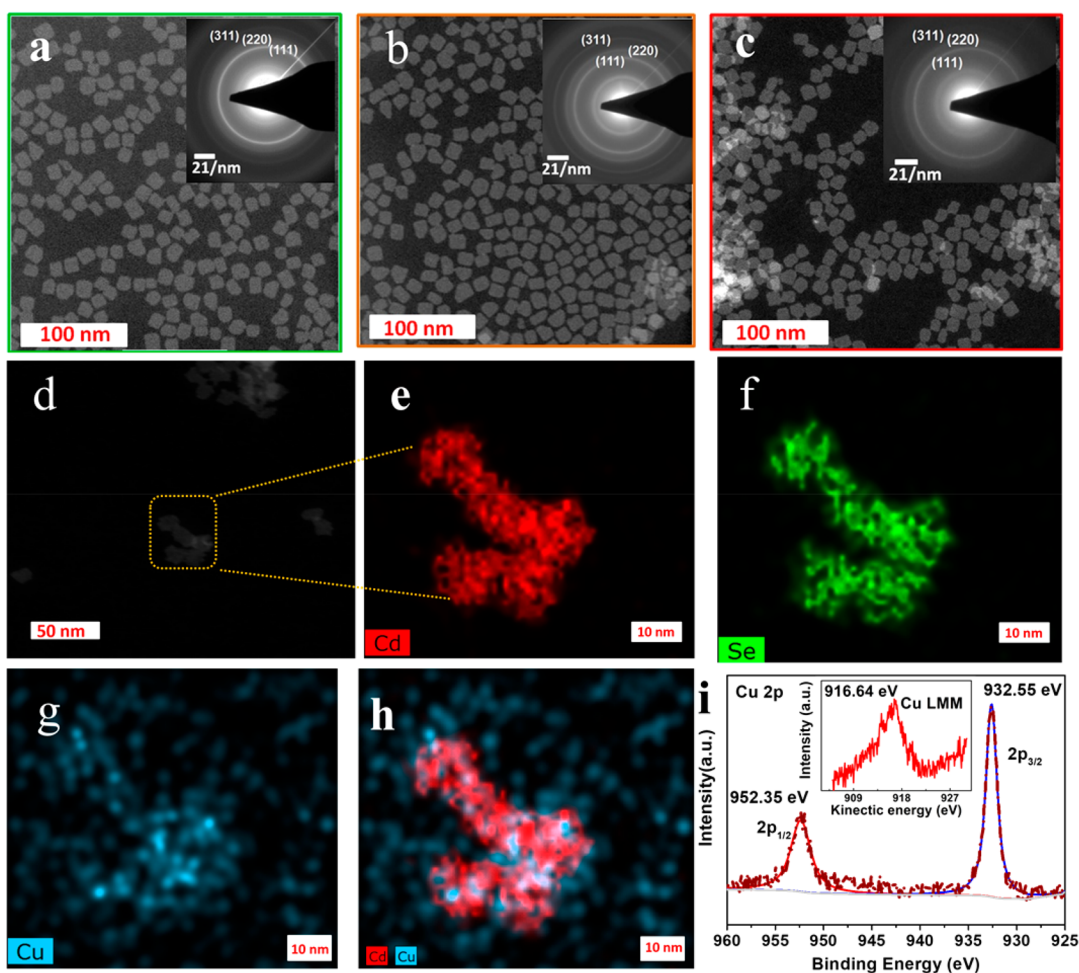 a
(311) (220)
(111)
21/nm
100 nm
b
(311)
(220)
(111)
21/nm
100 nm
c
(311) (220)
(111)
21/nm
100 nm
d
50 nm
e
Cd
10 nm
f
Se
10 nm
g
Cu
10 nm
h
Cd Cu
10 nm
i
Cu 2p
916.64 eV
Cu LMM
Intensity (a.u.)
909 918 927
Kinectic energy (eV)
932.55 eV
2p3/2
952.35 eV
2p1/2
Intensity(a.u.)
960 955 950 945 940 935 930 925
Binding Energy (eV)